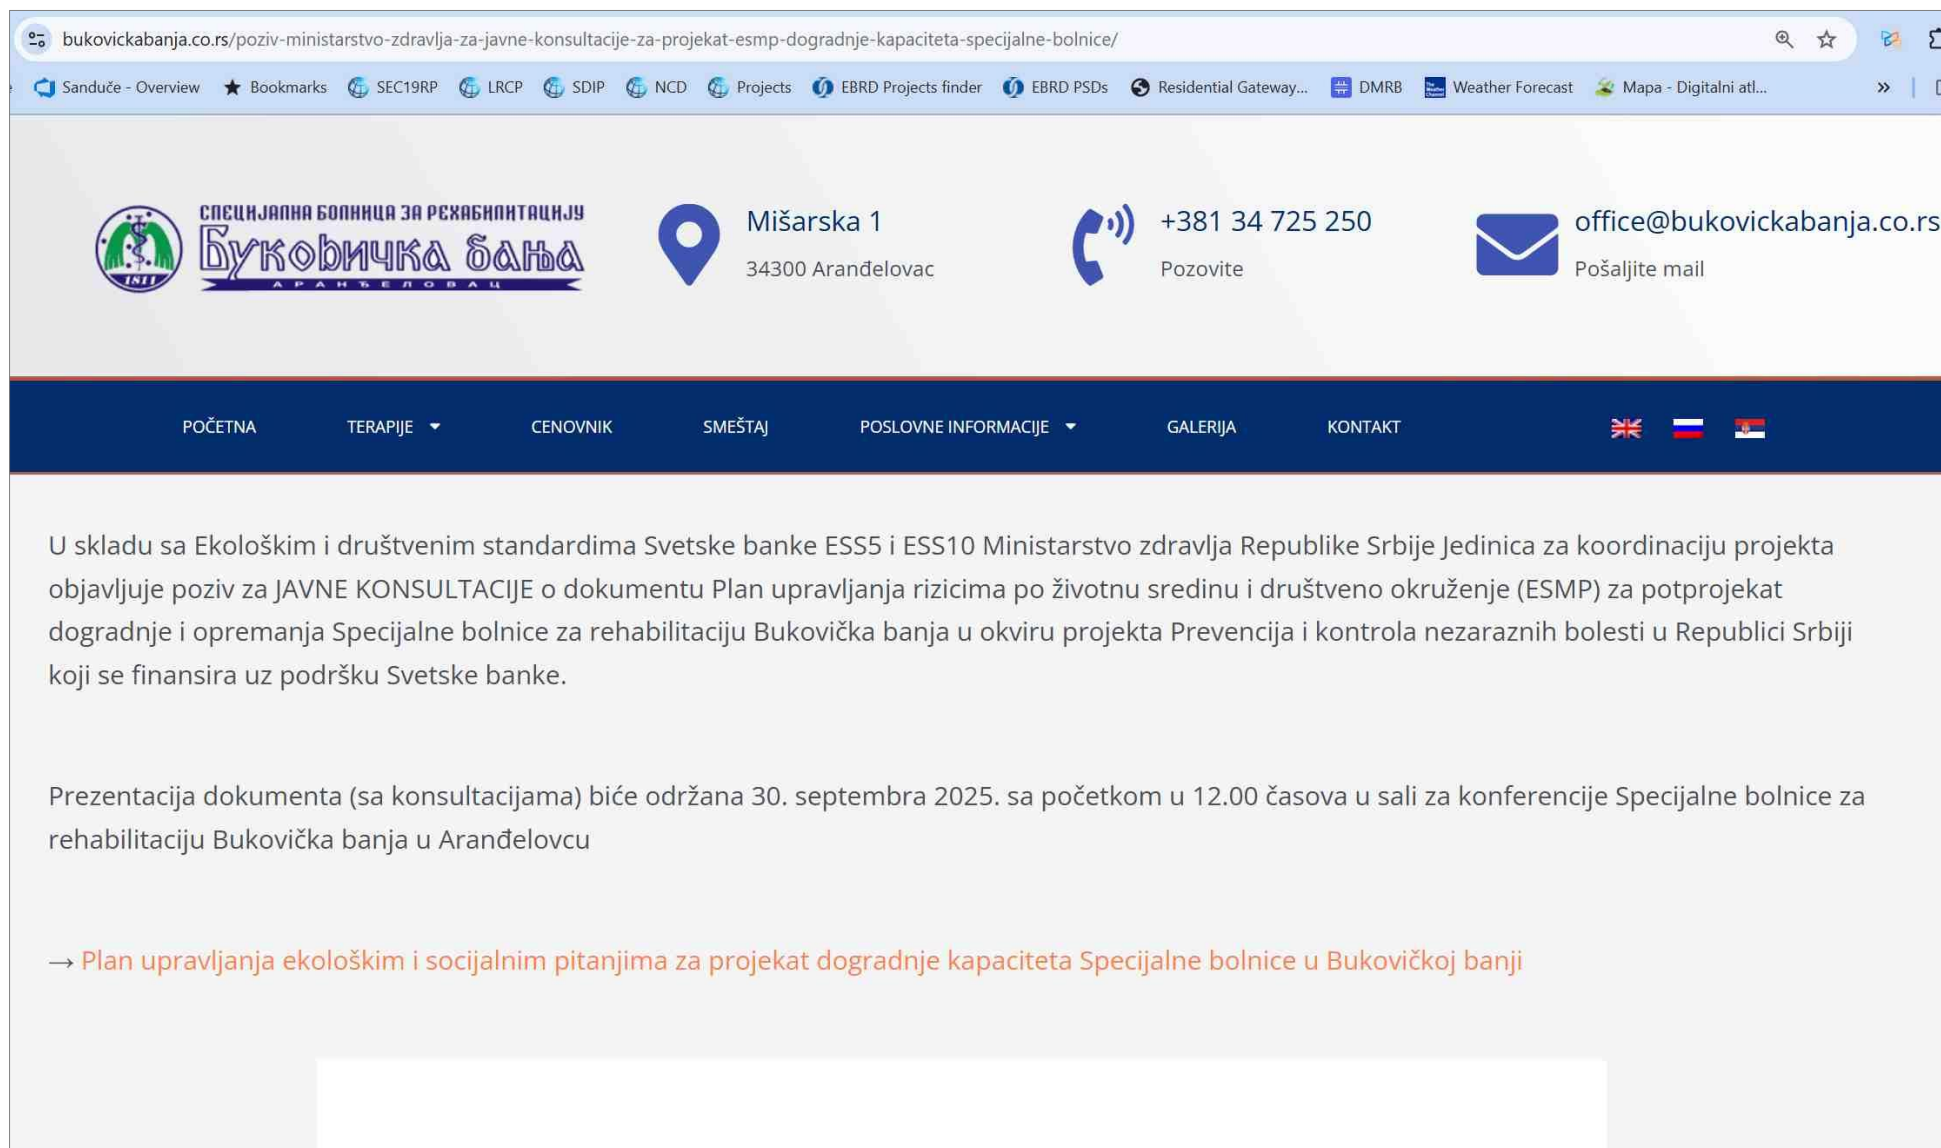 bukovickabanja.co.rs/poziv-ministarstvo-zdravlja-za-javne-konsultacije-za-projekat-esmp-dogradnje-kapaciteta-specijalne-bolnice/
Sanduče - Overview Bookmarks SEC19RP LRCP SDIP NCD Projects EBRD Projects finder EBRD PSDs Residential Gateway... DMRB Weather Forecast Mapa - Digitalni atl... »
СПЕЦИЈАЛНА БОЛНИЦА ЗА РЕХАБИЛИТАЦИЈУ
Буковичка бања
АРАНЂЕЛОВАЦ
1811
Mišarska 1
34300 Aranđelovac
+381 34 725 250
Pozovite
office@bukovickabanja.co.rs
Pošaljite mail
POČETNA TERAPIJE CENOVNIK SMEŠTAJ POSLOVNE INFORMACIJE GALERIJA KONTAKT
U skladu sa Ekološkim i društvenim standardima Svetske banke ESS5 i ESS10 Ministarstvo zdravlja Republike Srbije Jedinica za koordinaciju projekta
objavljuje poziv za JAVNE KONSULTACIJE o dokumentu Plan upravljanja rizicima po životnu sredinu i društveno okruženje (ESMP) za potprojekat
dogradnje i opremanja Specijalne bolnice za rehabilitaciju Bukovička banja u okviru projekta Prevencija i kontrola nezaraznih bolesti u Republici Srbiji
koji se finansira uz podršku Svetske banke.
Prezentacija dokumenta (sa konsultacijama) biće održana 30. septembra 2025. sa početkom u 12.00 časova u sali za konferencije Specijalne bolnice za
rehabilitaciju Bukovička banja u Aranđelovcu
→ Plan upravljanja ekološkim i socijalnim pitanjima za projekat dogradnje kapaciteta Specijalne bolnice u Bukovičkoj banji